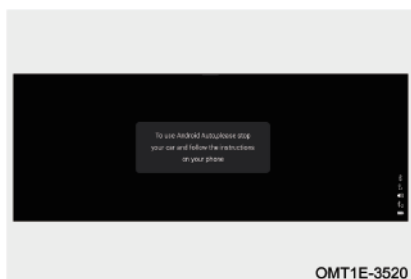 To use Android Auto,please stop
your car and follow the instructions
on your phone
OMT1E-3520